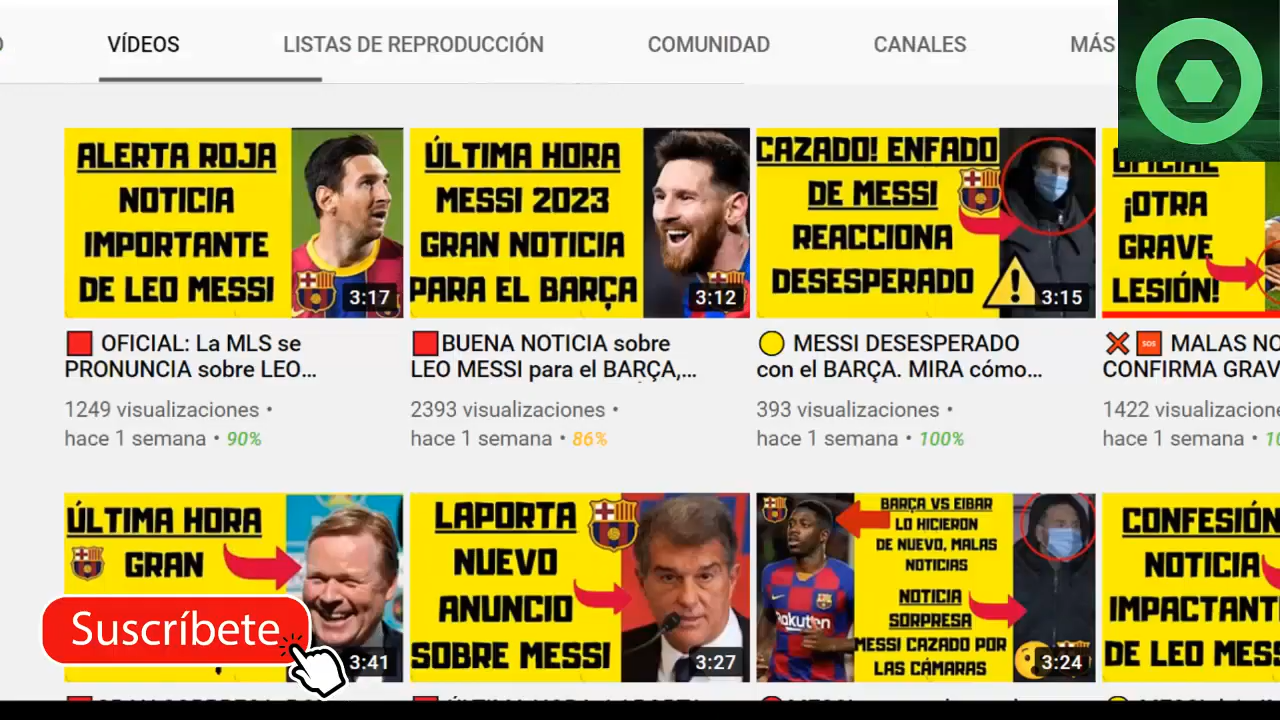 VÍDEOS
LISTAS DE REPRODUCCIÓN
COMUNIDAD
CANALES
MÁS
ALERTA ROJA
NOTICIA
IMPORTANTE
DE LEO MESSI
3:17
🟥 OFICIAL: La MLS se
PRONUNCIA sobre LEO...
1249 visualizaciones •
hace 1 semana • 90%
ÚLTIMA HORA
MESSI 2023
GRAN NOTICIA
PARA EL BARÇA
3:12
🟥BUENA NOTICIA sobre
LEO MESSI para el BARÇA,...
2393 visualizaciones •
hace 1 semana • 86%
CAZADO! ENFADO
DE MESSI
REACCIONA
DESESPERADO
3:15
🟡 MESSI DESESPERADO
con el BARÇA. MIRA cómo...
393 visualizaciones •
hace 1 semana • 100%
OFICIAL
¡OTRA
GRAVE
LESIÓN!
❌ 🆘 MALAS NO
CONFIRMA GRAV
1422 visualizacion
hace 1 semana • 10
ÚLTIMA HORA
GRAN
3:41
LAPORTA
NUEVO
ANUNCIO
SOBRE MESSI
3:27
BARÇA VS EIBAR
LO HICIERON
DE NUEVO, MALAS
NOTICIAS
NOTICIA
SORPRESA
MESSI CAZADO POR
LAS CÁMARAS
Rakuten
3:24
CONFESIÓN
NOTICIA
IMPACTANT
DE LEO MES
Suscríbete